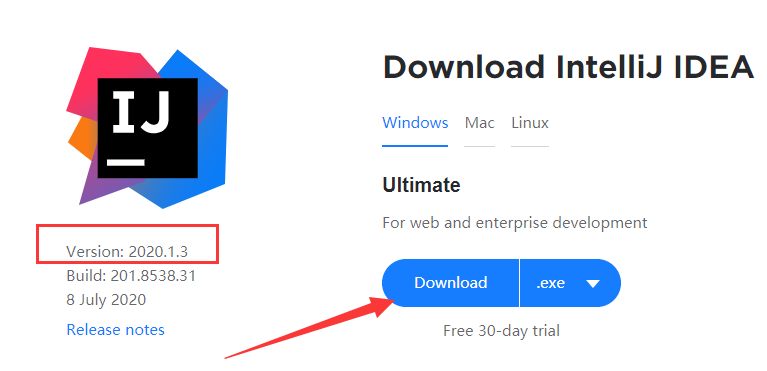 IJ
Version: 2020.1.3
Build: 201.8538.31
8 July 2020
Release notes
Download IntelliJ IDEA
Windows Mac Linux
Ultimate
For web and enterprise development
Download .exe
Free 30-day trial